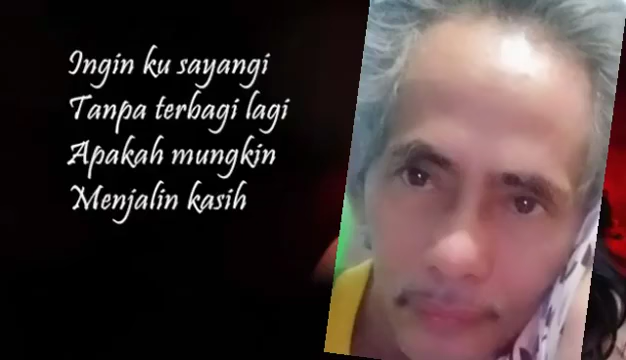 Ingin ku sayangi
Tanpa terbagi lagi
Apakah mungkin
Menjalin kasih